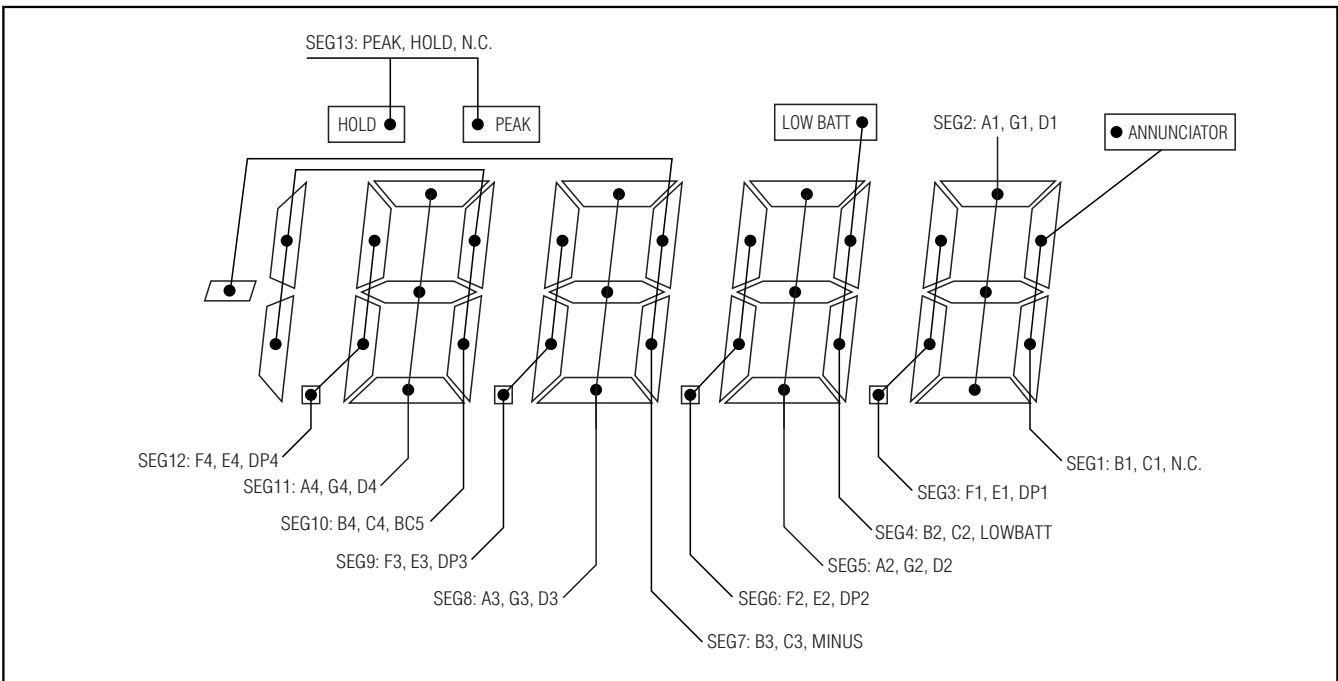 SEG13: PEAK, HOLD, N.C.
HOLD
PEAK
LOW BATT
SEG2: A1, G1, D1
ANNUNCIATOR
SEG12: F4, E4, DP4
SEG11: A4, G4, D4
SEG10: B4, C4, BC5
SEG9: F3, E3, DP3
SEG8: A3, G3, D3
SEG7: B3, C3, MINUS
SEG6: F2, E2, DP2
SEG5: A2, G2, D2
SEG4: B2, C2, LOWBATT
SEG3: F1, E1, DP1
SEG1: B1, C1, N.C.